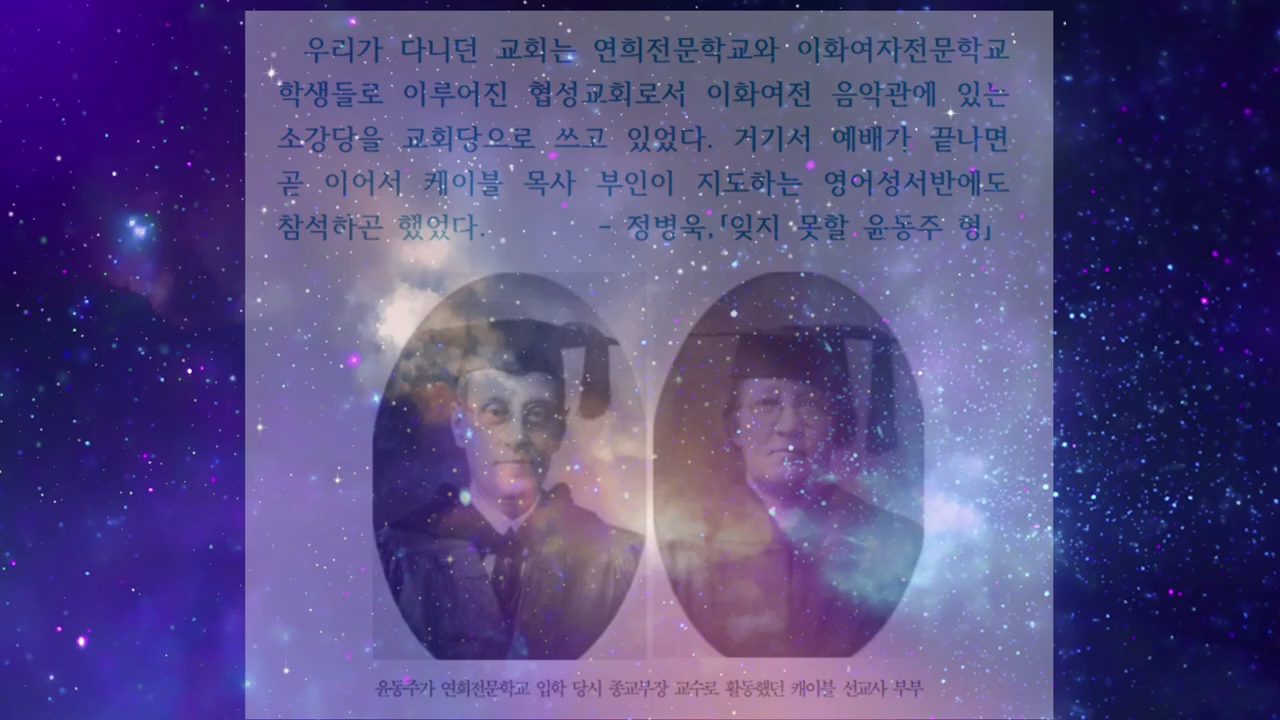 우리가 다니던 교회는 연희전문학교와 이화여자전문학교
학생들로 이루어진 협성교회로서 이화여전 음악관에 있는
소강당을 교회당으로 쓰고 있었다. 거기서 예배가 끝나면
곧 이어서 케이블 목사 부인이 지도하는 영어성서반에도
참석하곤 했었다. - 정병욱,「잊지 못할 윤동주 형」
윤동주가 연희전문학교 입학 당시 종교부장 교수로 활동했던 케이블 선교사 부부